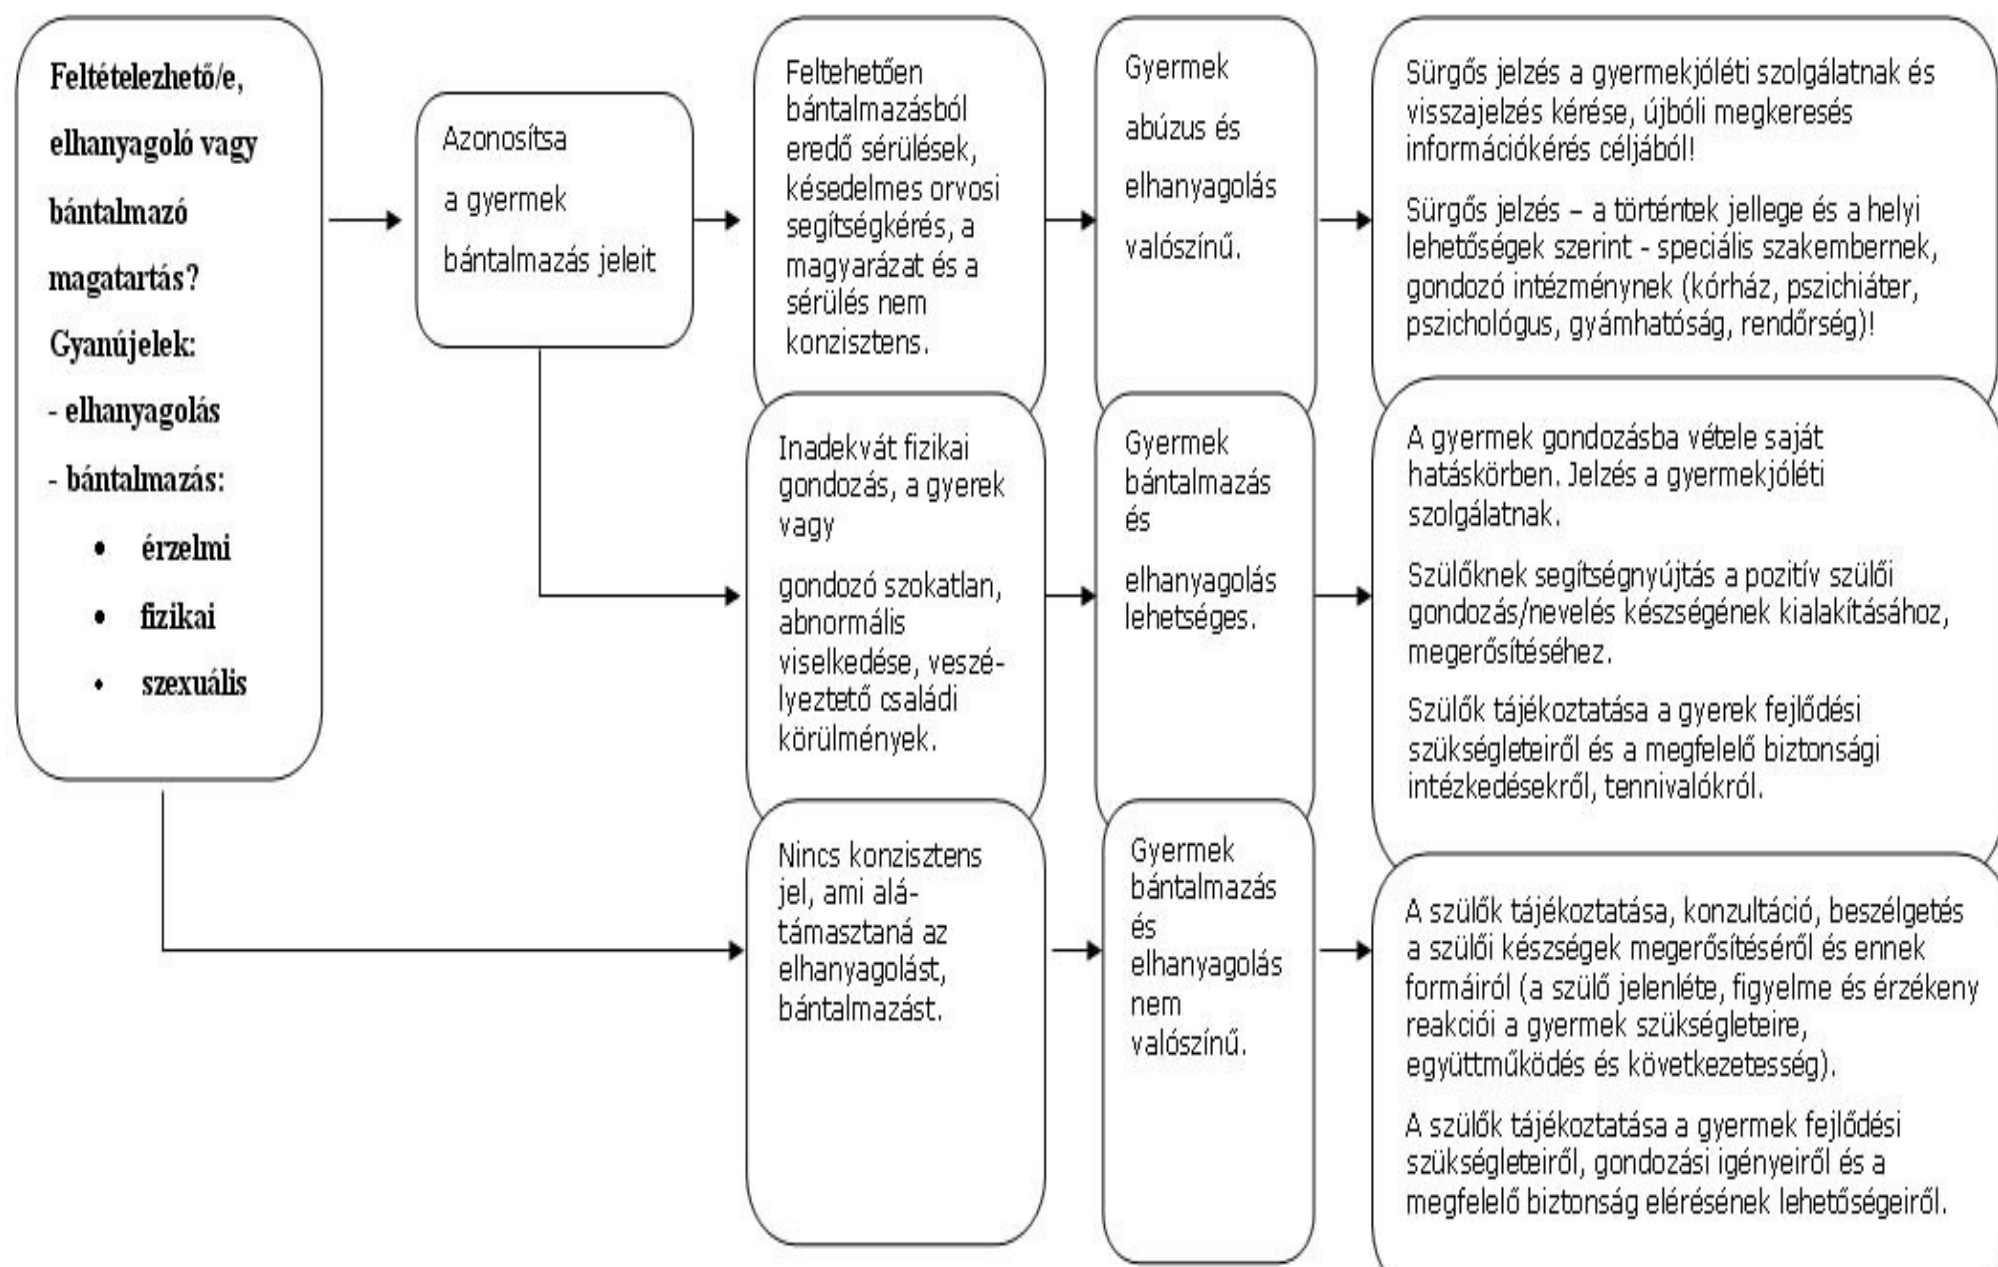 Feltételezhető/e,
elhanyagoló vagy
bántalmazó
magatartás?
Gyanújelek:
- elhanyagolás
- bántalmazás:
• érzelmi
• fizikai
• szexuális
Azonosítsa
a gyermek
bántalmazás jeleit
Feltehetően
bántalmazásból
eredő sérülések,
késedelmes orvosi
segítségkérés, a
magyarázat és a
sérülés nem
konzisztens.
Gyermek
abúzus és
elhanyagolás
valószínű.
Sürgős jelzés a gyermekjóléti szolgálatnak és
visszajelzés kérése, újbóli megkeresés
információkérés céljából!
Sürgős jelzés – a történtek jellege és a helyi
lehetőségek szerint - speciális szakembernek,
gondozó intézménynek (kórház, pszichiáter,
pszichológus, gyámhatóság, rendőrség)!
Inadekvát fizikai
gondozás, a gyerek
vagy
gondozó szokatlan,
abnormális
viselkedése, veszé-
lyeztető családi
körülmények.
Gyermek
bántalmazás
és
elhanyagolás
lehetséges.
A gyermek gondozásba vétele saját
hatáskörben. Jelzés a gyermekjóléti
szolgálatnak.
Szülőknek segítségnyújtás a pozitív szülői
gondozás/nevelés készségének kialakításához,
megerősítéséhez.
Szülők tájékoztatása a gyerek fejlődési
szükségleteiről és a megfelelő biztonsági
intézkedésekről, tennivalókról.
Nincs konzisztens
jel, ami alá-
támasztaná az
elhanyagolást,
bántalmazást.
Gyermek
bántalmazás
és
elhanyagolás
nem
valószínű.
A szülők tájékoztatása, konzultáció, beszélgetés
a szülői készségek megerősítéséről és ennek
formáiról (a szülő jelenléte, figyelme és érzékeny
reakciói a gyermek szükségleteire,
együttműködés és következetesség).
A szülők tájékoztatása a gyermek fejlődési
szükségleteiről, gondozási igényeiről és a
megfelelő biztonság elérésének lehetőségeiről.